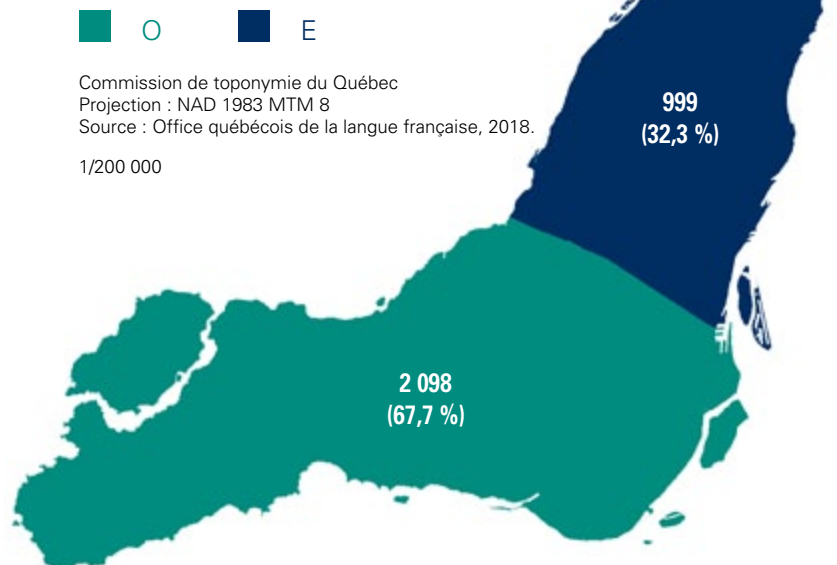 O E
Commission de toponymie du Québec
Projection : NAD 1983 MTM 8
Source : Office québécois de la langue française, 2018.
1/200 000
999
(32,3 %)
2 098
(67,7 %)